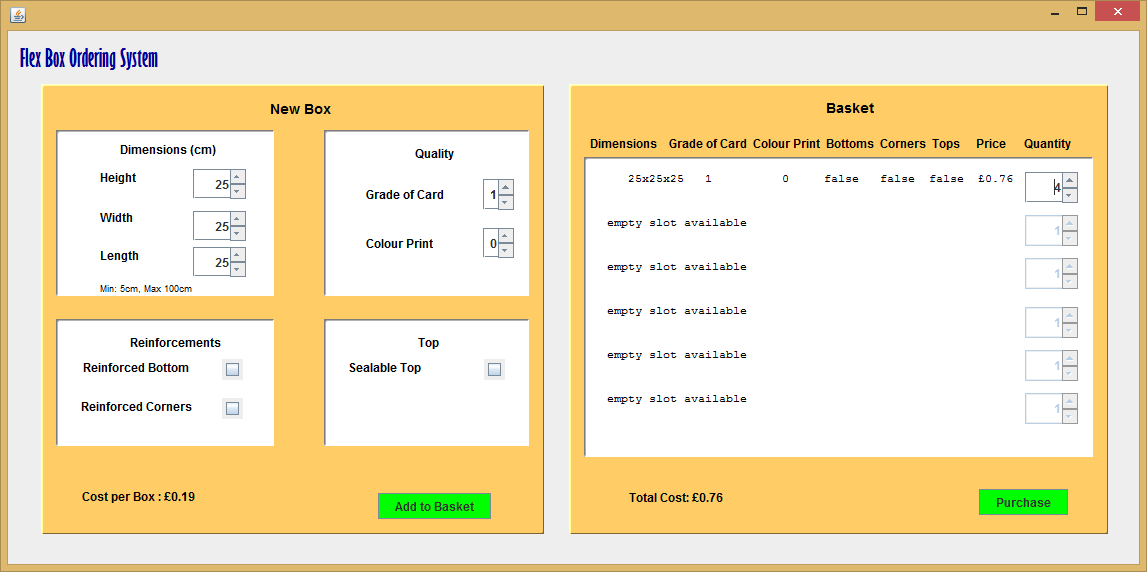 Flex Box Ordering System
New Box
Dimensions (cm)
Height 25
Width 25
Length 25
Min: 5cm, Max 100cm
Quality
Grade of Card 1
Colour Print 0
Reinforcements
Reinforced Bottom
Reinforced Corners
Top
Sealable Top
Cost per Box : £0.19
Add to Basket
Basket
Dimensions Grade of Card Colour Print Bottoms Corners Tops Price Quantity
25x25x25 1 0 false false false £0.76 4
empty slot available 1
empty slot available 1
empty slot available 1
empty slot available 1
empty slot available 1
Total Cost: £0.76
Purchase